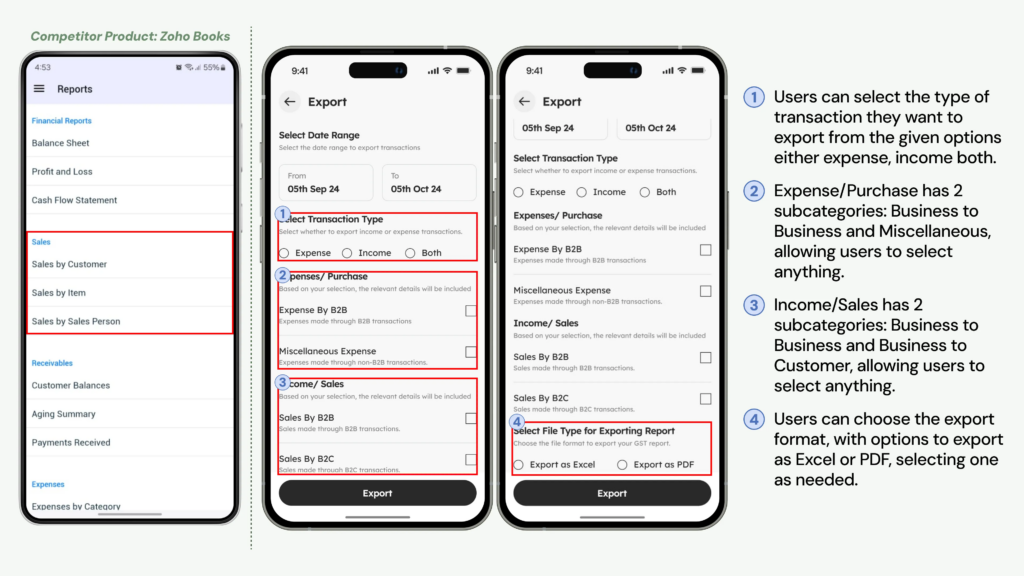 Competitor Product: Zoho Books
4:53
55%
Reports
Financial Reports
Balance Sheet
Profit and Loss
Cash Flow Statement
Sales
Sales by Customer
Sales by Item
Sales by Sales Person
Receivables
Customer Balances
Aging Summary
Payments Received
Expenses
Expenses by Category
9:41
Export
Select Date Range
Select the date range to export transactions
From
05th Sep 24
To
05th Oct 24
1
Select Transaction Type
Select whether to export income or expense transactions.
Expense Income Both
2
Expenses/ Purchase
Based on your selection, the relevant details will be included
Expense By B2B
Expenses made through B2B transactions
Miscellaneous Expense
Expenses made through non-B2B transactions.
3
Income/ Sales
Based on your selection, the relevant details will be included
Sales By B2B
Sales made through B2B transactions.
Sales By B2C
Sales made through B2C transactions.
Export
9:41
Export
05th Sep 24 05th Oct 24
Select Transaction Type
Select whether to export income or expense transactions.
Expense Income Both
Expenses/ Purchase
Based on your selection, the relevant details will be included
Expense By B2B
Expenses made through B2B transactions
Miscellaneous Expense
Expenses made through non-B2B transactions.
Income/ Sales
Based on your selection, the relevant details will be included
Sales By B2B
Sales made through B2B transactions.
Sales By B2C
Sales made through B2C transactions.
4
Select File Type for Exporting Report
Choose the file format to export your GST report.
Export as Excel Export as PDF
Export
1 Users can select the type of
transaction they want to
export from the given options
either expense, income both.
2 Expense/Purchase has 2
subcategories: Business to
Business and Miscellaneous,
allowing users to select
anything.
3 Income/Sales has 2
subcategories: Business to
Business and Business to
Customer, allowing users to
select anything.
4 Users can choose the export
format, with options to export
as Excel or PDF, selecting one
as needed.